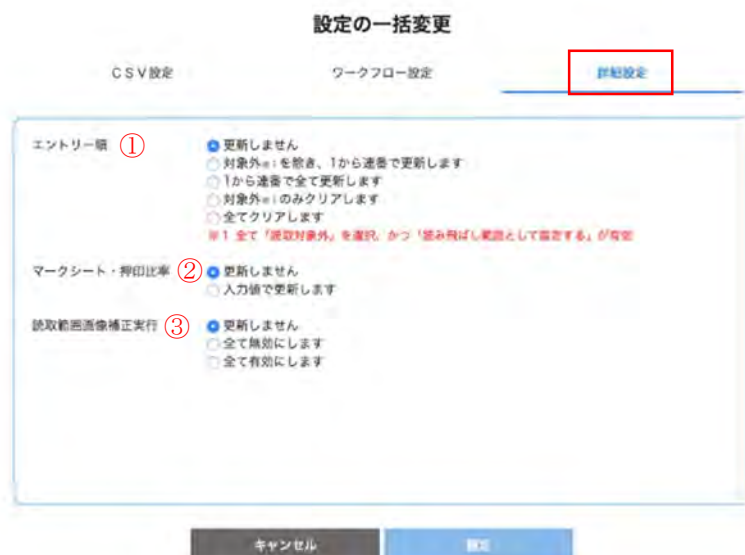 設定の一括変更
CSV設定
ワークフロー設定
詳細設定
エントリー順 ①
更新しません
対象外※1を除き、1から連番で更新します
1から連番で全て更新します
対象外※1のみクリアします
全てクリアします
※1 全て「読取対象外」を選択、かつ「読み飛ばし範囲として設定する」が有効
マークシート・押印比率 ②
更新しません
入力値で更新します
読取範囲画像補正実行 ③
更新しません
全て無効にします
全て有効にします
キャンセル
設定